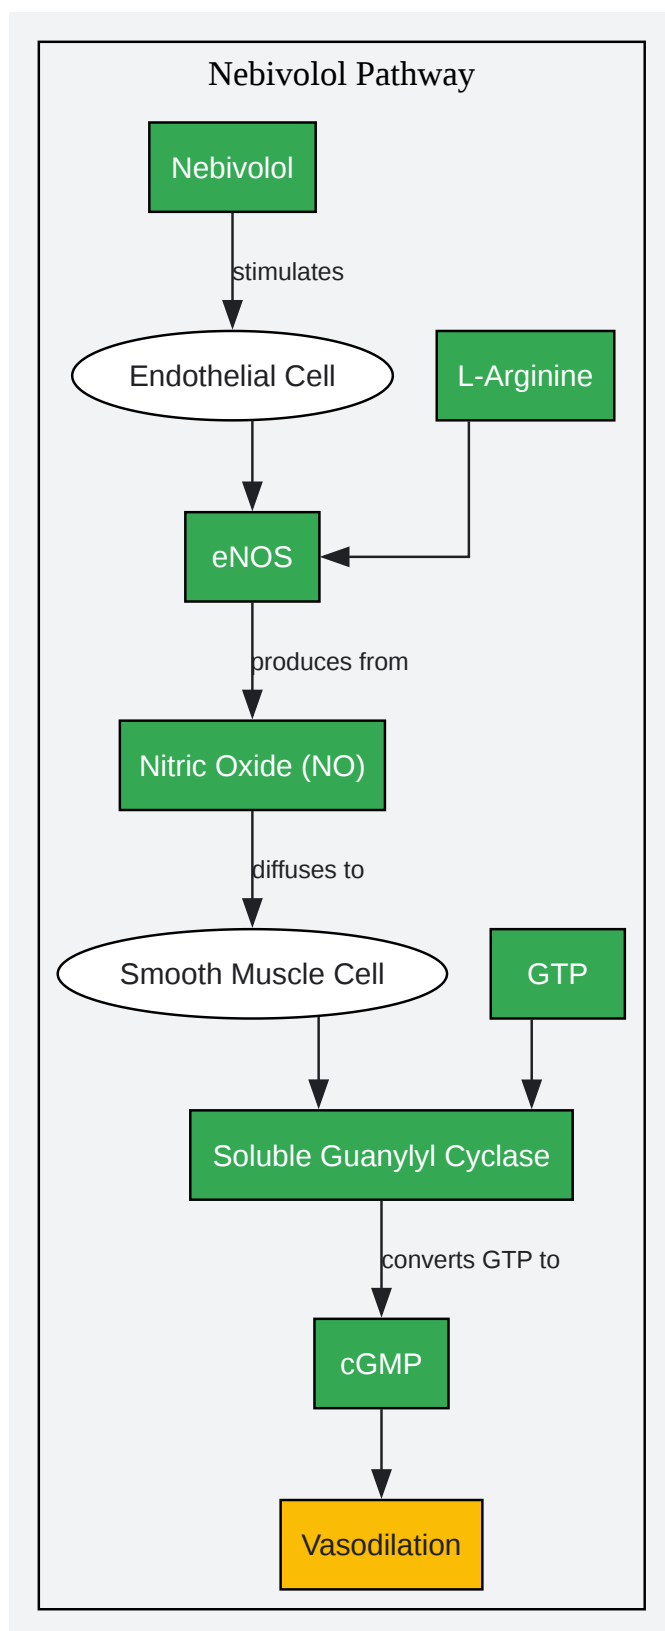 Nebivolol Pathway
Nebivolol
stimulates
Endothelial Cell
L-Arginine
eNOS
produces from
Nitric Oxide (NO)
diffuses to
Smooth Muscle Cell
GTP
Soluble Guanylyl Cyclase
converts GTP to
cGMP
Vasodilation